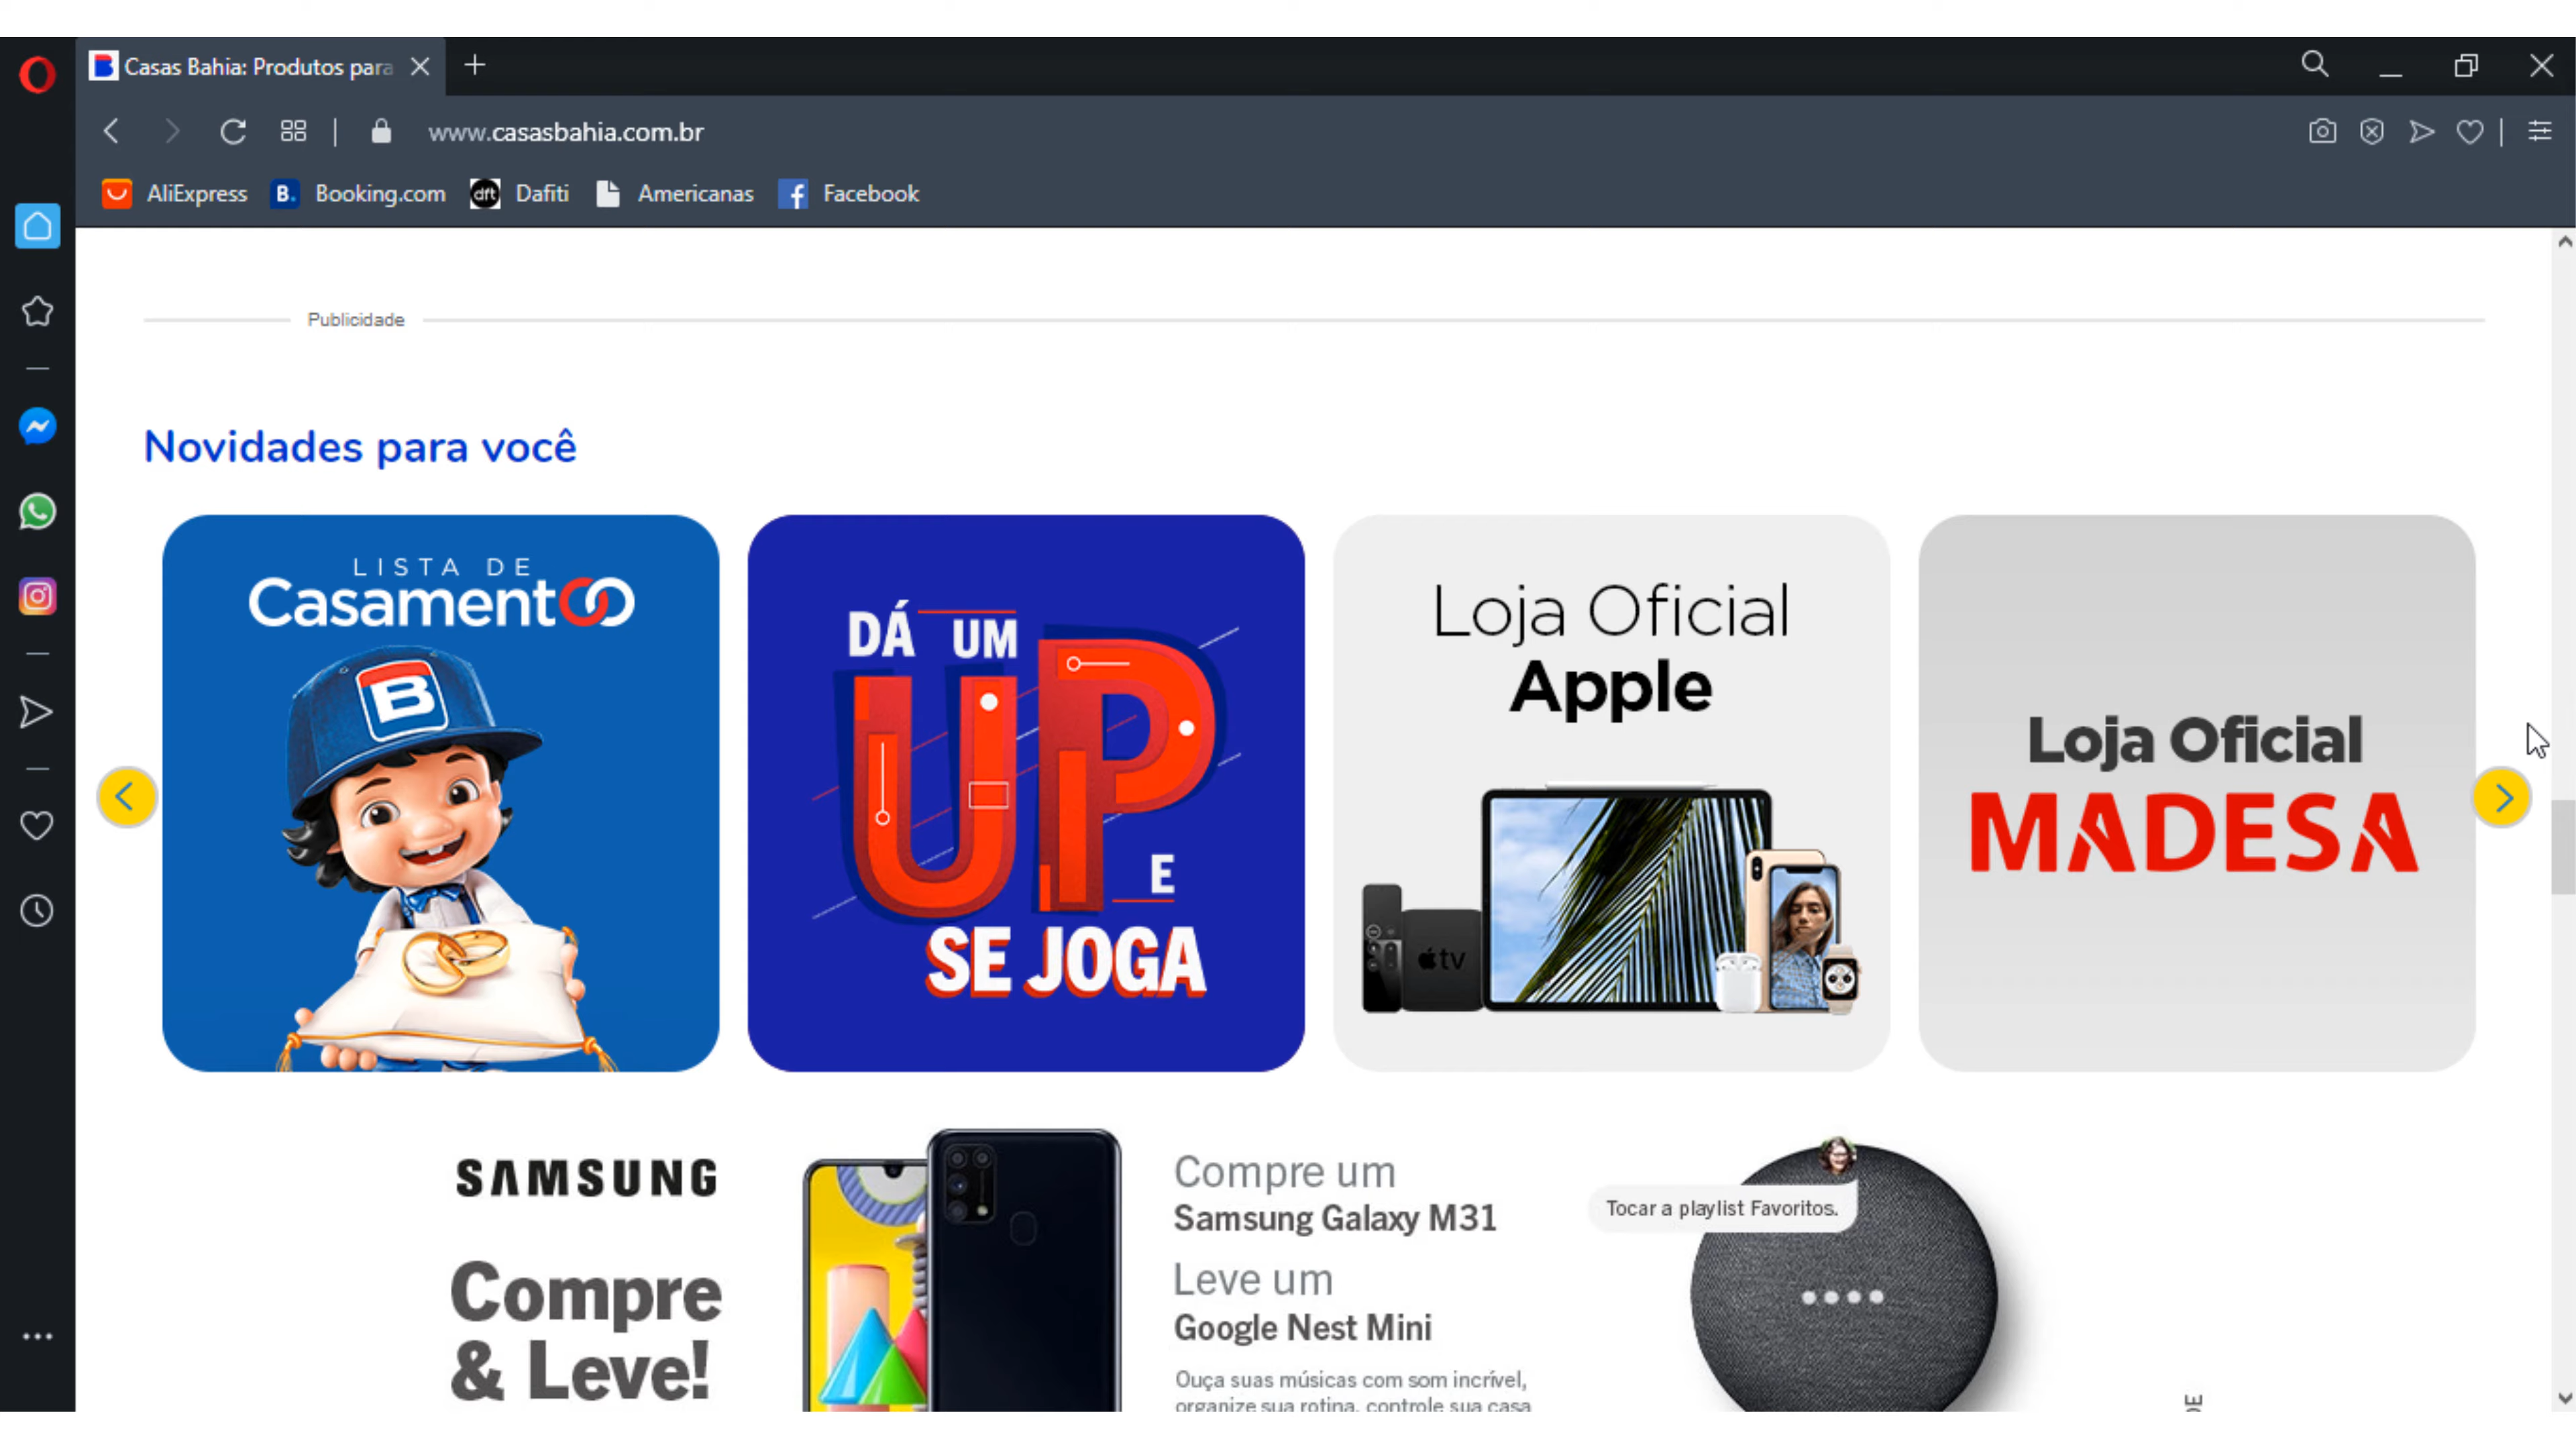 Casas Bahia: Produtos para
www.casasbahia.com.br
AliExpress B. Booking.com dft Dafiti Americanas Facebook
Publicidade
Novidades para você
LISTA DE
Casamento
B
DÁ UM
UP
E
SE JOGA
Loja Oficial
Apple
tv
Loja Oficial
MADESA
SAMSUNG
Compre
& Leve!
Compre um
Samsung Galaxy M31
Leve um
Google Nest Mini
Ouça suas músicas com som incrível,
organize sua rotina, controle sua casa
Tocar a playlist Favoritos.
DE